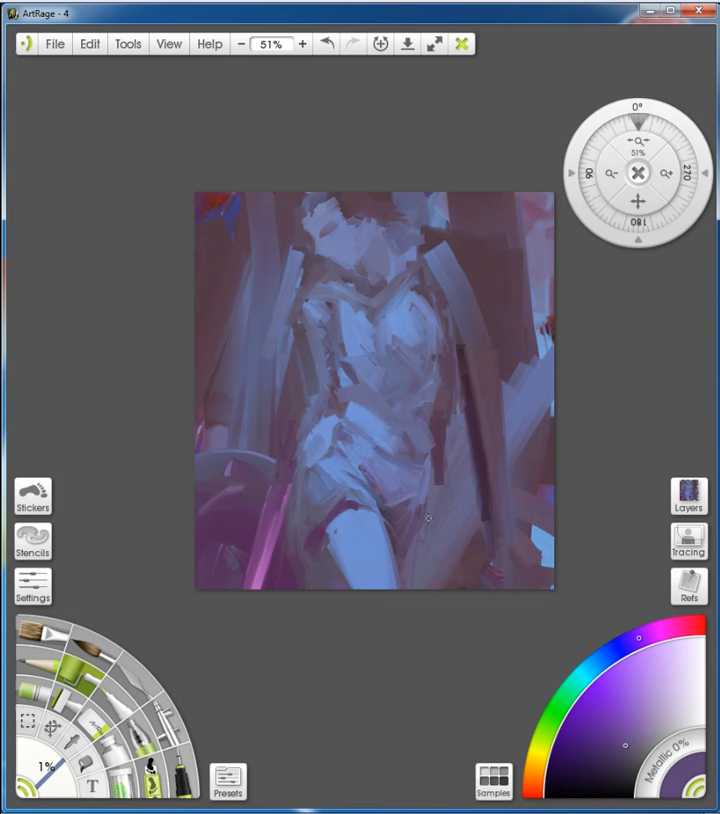 ArtRage - 4
File Edit Tools View Help − 51% +
0°
51%
90
270
180
Stickers
Layers
Stencils
Tracing
Settings
Refs
1%
T
Presets
Samples
Metallic 0%